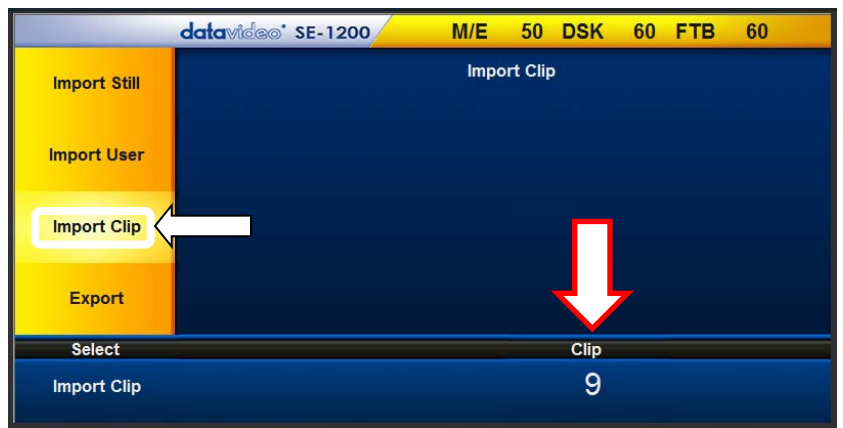 datavideo SE-1200 M/E 50 DSK 60 FTB 60
Import Still
Import Clip
Import User
Import Clip
Export
Select Clip
Import Clip 9